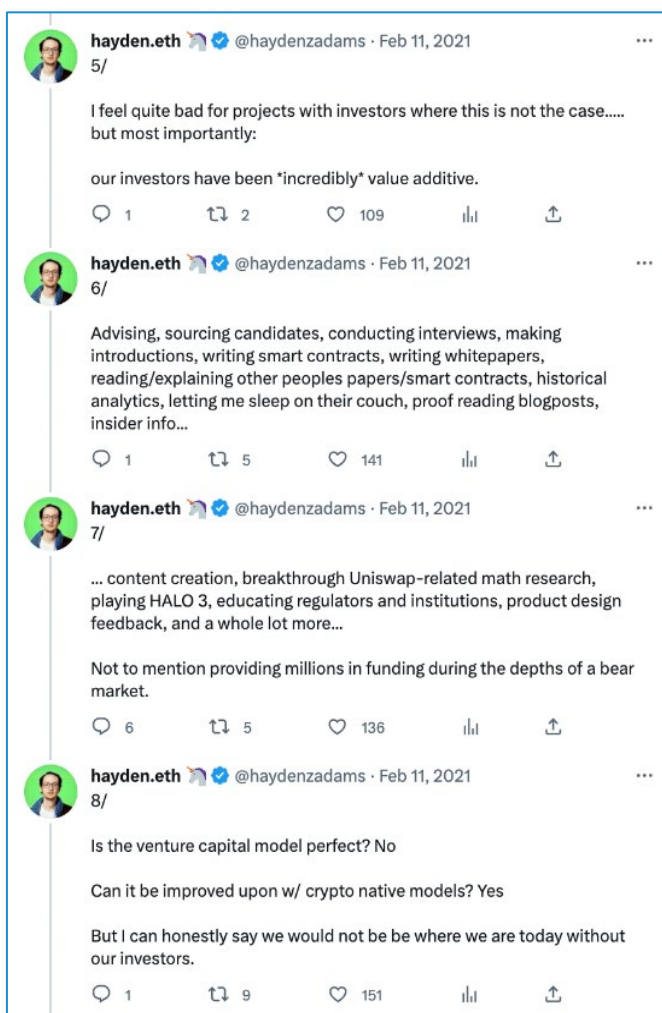 hayden.eth 🦄 @haydenzadams · Feb 11, 2021 ...
5/
I feel quite bad for projects with investors where this is not the case.....
but most importantly:
our investors have been *incredibly* value additive.
1 2 109
hayden.eth 🦄 @haydenzadams · Feb 11, 2021 ...
6/
Advising, sourcing candidates, conducting interviews, making
introductions, writing smart contracts, writing whitepapers,
reading/explaining other peoples papers/smart contracts, historical
analytics, letting me sleep on their couch, proof reading blogposts,
insider info...
1 5 141
hayden.eth 🦄 @haydenzadams · Feb 11, 2021 ...
7/
... content creation, breakthrough Uniswap-related math research,
playing HALO 3, educating regulators and institutions, product design
feedback, and a whole lot more...
Not to mention providing millions in funding during the depths of a bear
market.
6 5 136
hayden.eth 🦄 @haydenzadams · Feb 11, 2021 ...
8/
Is the venture capital model perfect? No
Can it be improved upon w/ crypto native models? Yes
But I can honestly say we would not be be where we are today without
our investors.
1 9 151